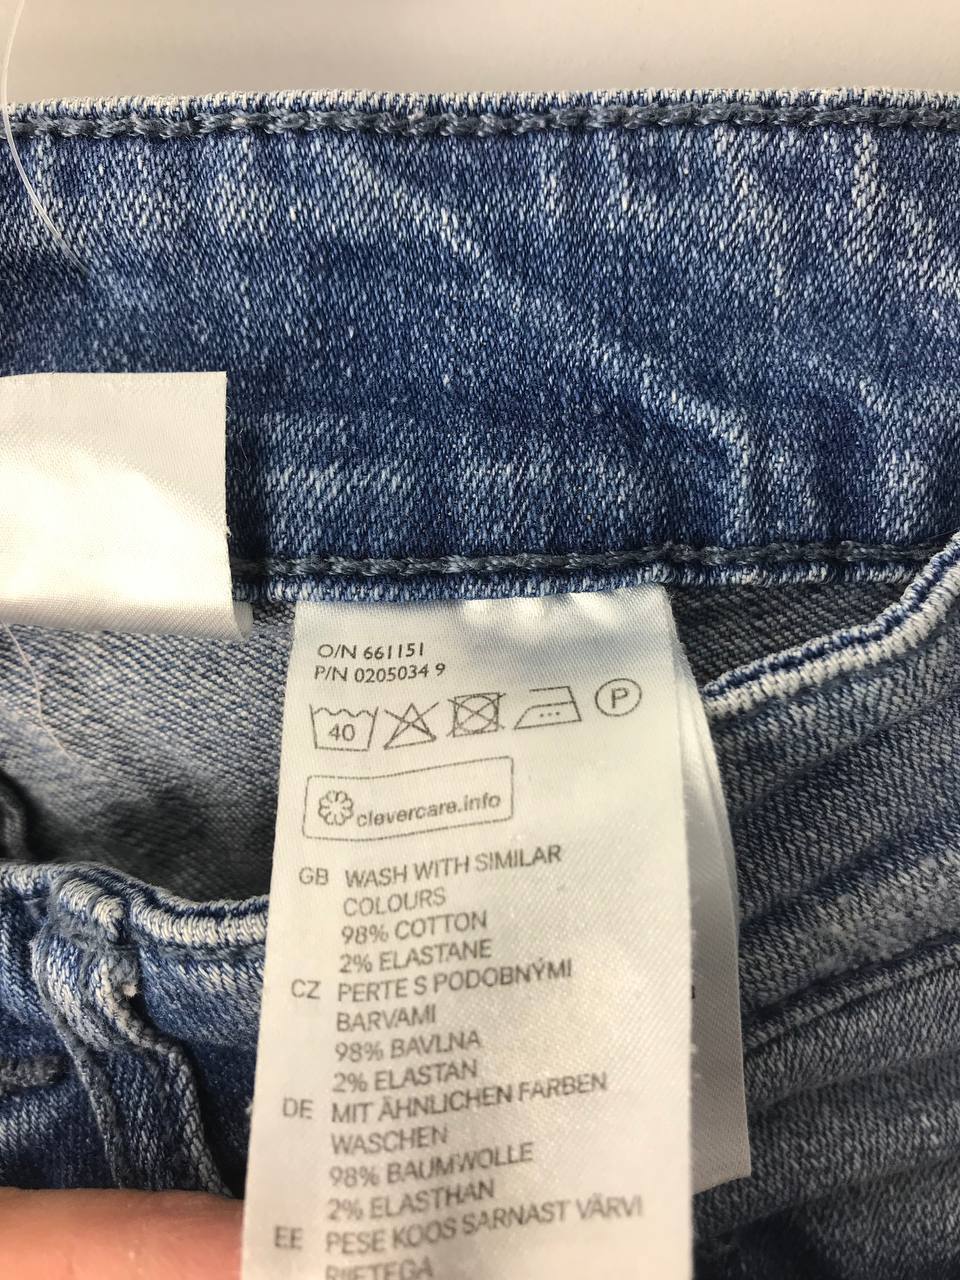 O/N 661151
P/N 0205034 9
40
P
clevercare.info
GB WASH WITH SIMILAR
COLOURS
98% COTTON
2% ELASTANE
CZ PERTE S PODOBNÝMI
BARVAMI
98% BAVLNA
2% ELASTAN
DE MIT ÄHNLICHEN FARBEN
WASCHEN
98% BAUMWOLLE
2% ELASTHAN
EE PESE KOOS SARNAST VÄRVI
RIIETEGA